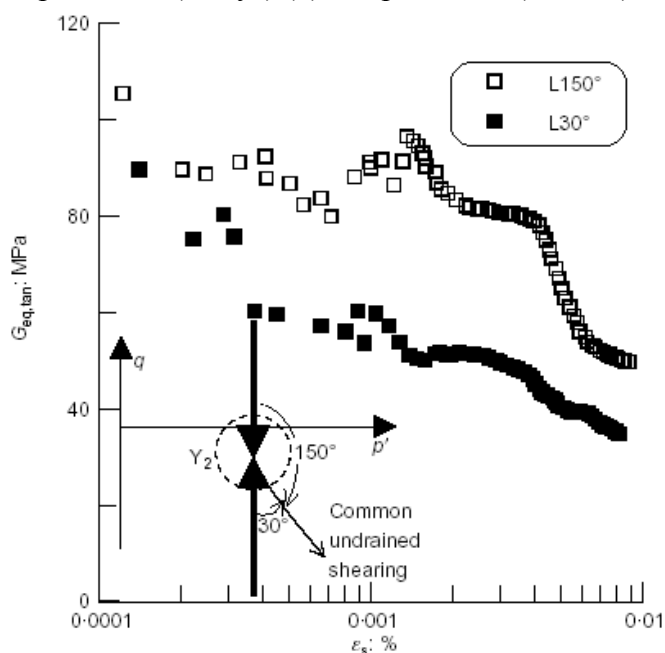 120
L150°
L30°
80
G_eq,tan: MPa
q
40
p'
Y₂
150°
30°
Common
undrained
shearing
0
0.0001
0.001
0.01
ε_s: %